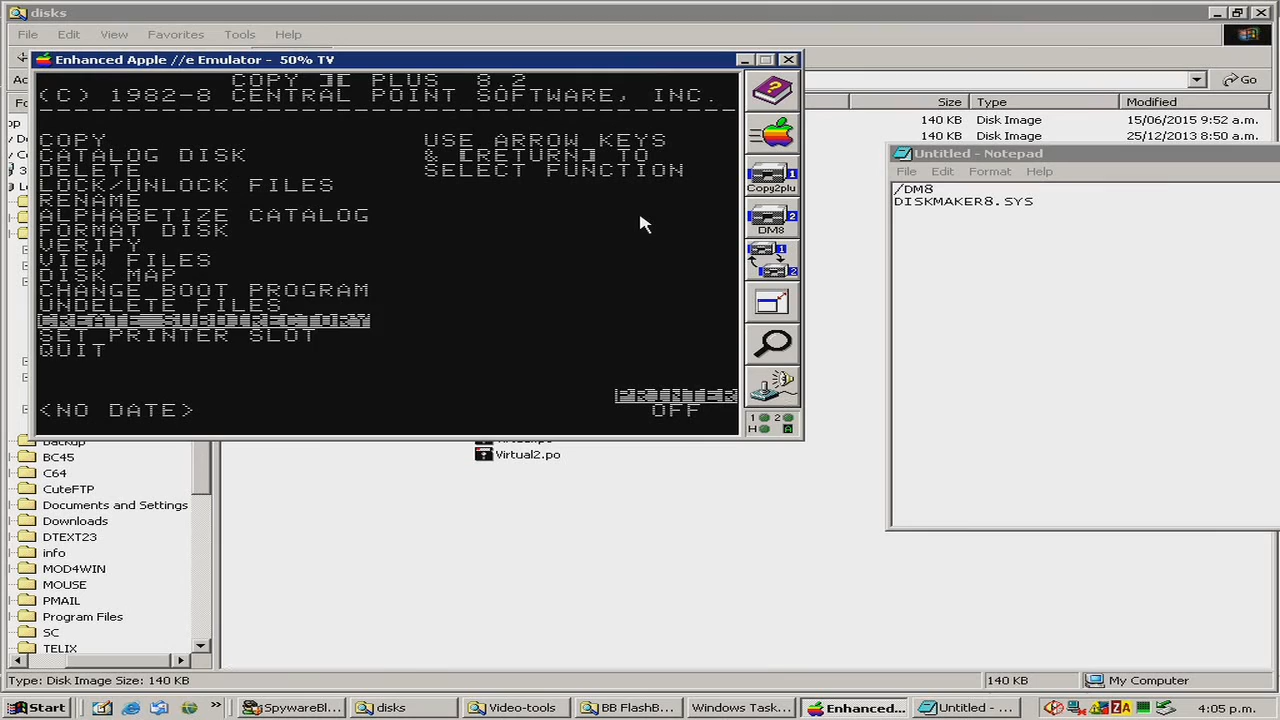 disks
File Edit View Favorites Tools Help
Go
Size Type Modified
140 KB Disk Image 15/06/2015 9:52 a.m.
140 KB Disk Image 25/12/2013 8:50 a.m.
Enhanced Apple //e Emulator - 50% TV
COPY ][ PLUS 8.2
(C) 1982-8 CENTRAL POINT SOFTWARE, INC.
COPY
CATALOG DISK
DELETE
LOCK/UNLOCK FILES
RENAME
ALPHABETIZE CATALOG
FORMAT DISK
VERIFY
VIEW FILES
DISK MAP
CHANGE BOOT PROGRAM
UNDELETE FILES
CREATE SUBDIRECTORY
SET PRINTER SLOT
QUIT
USE ARROW KEYS
& [RETURN] TO
SELECT FUNCTION
PRINTER
<NO DATE> OFF
1
Copy2plu
2
DM8
1
2
1 2
H A
Untitled - Notepad
File Edit Format Help
/DM8
DISKMAKER8.SYS
Backup
BC45
C64
CuteFTP
Documents and Settings
Downloads
DTEXT23
info
MOD4WIN
MOUSE
PMAIL
Program Files
SC
TELIX
Virtual2.po
Type: Disk Image Size: 140 KB 140 KB My Computer
Start SpywareBl... disks Video-tools BB FlashB... Windows Task... Enhanced... Untitled - ... 4:05 p.m.